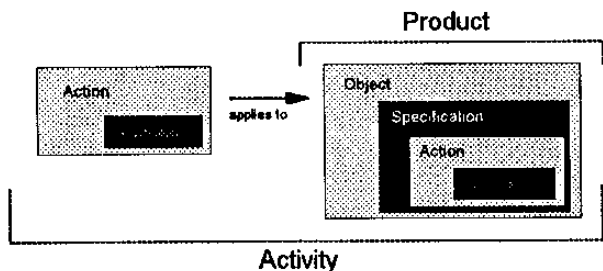 Product
Action
applies to
Object
Specification
Action
Activity